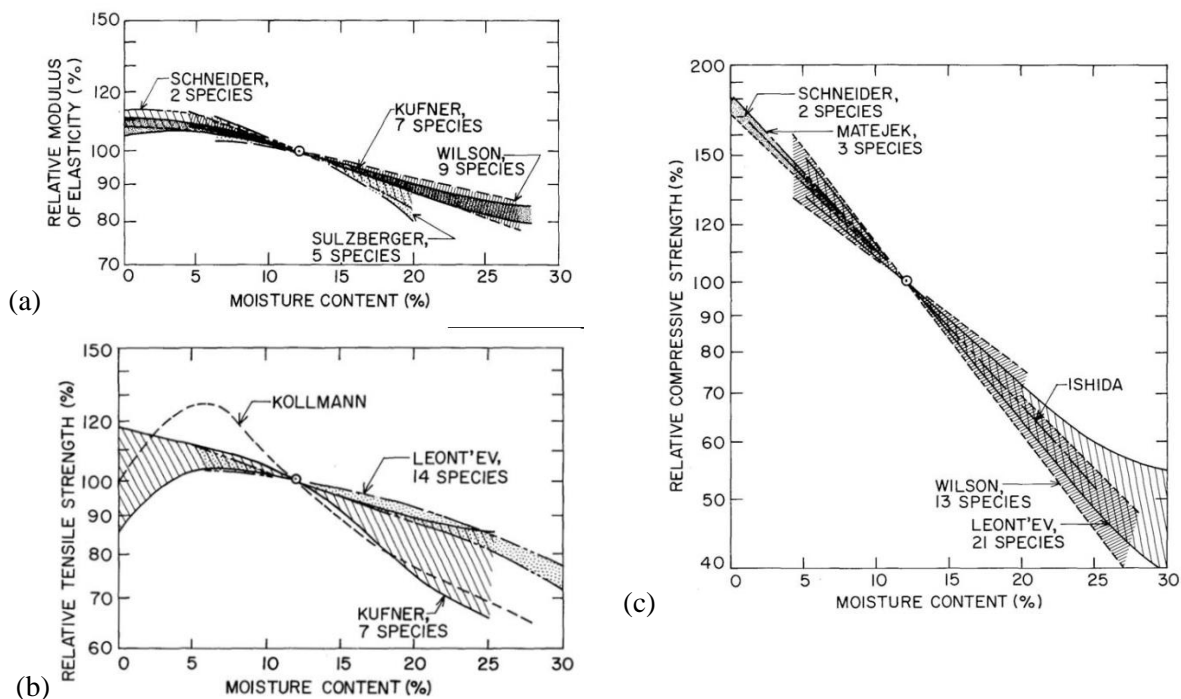 150
120
100
90
80
70
RELATIVE MODULUS
OF ELASTICITY (%)
SCHNEIDER,
2 SPECIES
KUFNER,
7 SPECIES
WILSON,
9 SPECIES
SULZBERGER,
5 SPECIES
0 5 10 15 20 25 30
MOISTURE CONTENT (%)
(a)
150
120
100
90
80
70
60
RELATIVE TENSILE STRENGTH (%)
KOLLMANN
LEONT'EV,
14 SPECIES
KUFNER,
7 SPECIES
0 5 10 15 20 25 30
MOISTURE CONTENT (%)
(b)
200
150
120
100
90
80
70
60
50
40
RELATIVE COMPRESSIVE STRENGTH (%)
SCHNEIDER,
2 SPECIES
MATEJEK,
3 SPECIES
ISHIDA
WILSON,
13 SPECIES
LEONT'EV,
21 SPECIES
0 5 10 15 20 25 30
MOISTURE CONTENT (%)
(c)